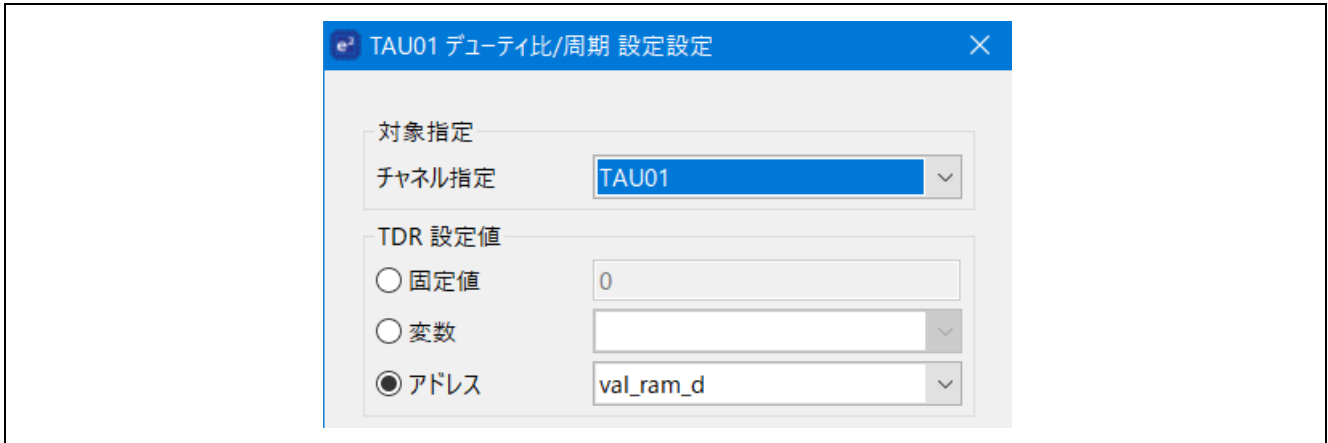 e² TAU01 デューティ比/周期 設定設定
対象指定
チャネル指定 TAU01
TDR 設定値
固定値 0
変数
アドレス val_ram_d